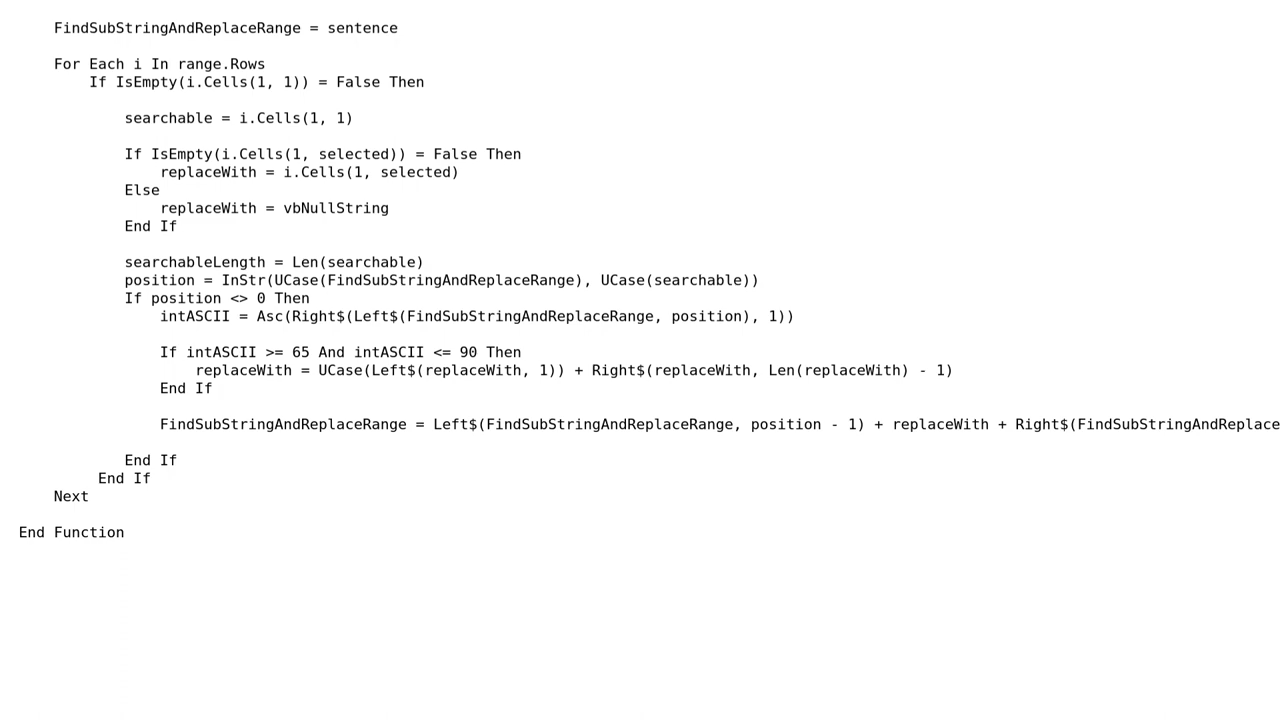 FindSubStringAndReplaceRange = sentence
For Each i In range.Rows
If IsEmpty(i.Cells(1, 1)) = False Then
searchable = i.Cells(1, 1)
If IsEmpty(i.Cells(1, selected)) = False Then
replaceWith = i.Cells(1, selected)
Else
replaceWith = vbNullString
End If
searchableLength = Len(searchable)
position = InStr(UCase(FindSubStringAndReplaceRange), UCase(searchable))
If position <> 0 Then
intASCII = Asc(Right$(Left$(FindSubStringAndReplaceRange, position), 1))
If intASCII >= 65 And intASCII <= 90 Then
replaceWith = UCase(Left$(replaceWith, 1)) + Right$(replaceWith, Len(replaceWith) - 1)
End If
FindSubStringAndReplaceRange = Left$(FindSubStringAndReplaceRange, position - 1) + replaceWith + Right$(FindSubStringAndReplace
End If
End If
Next
End Function